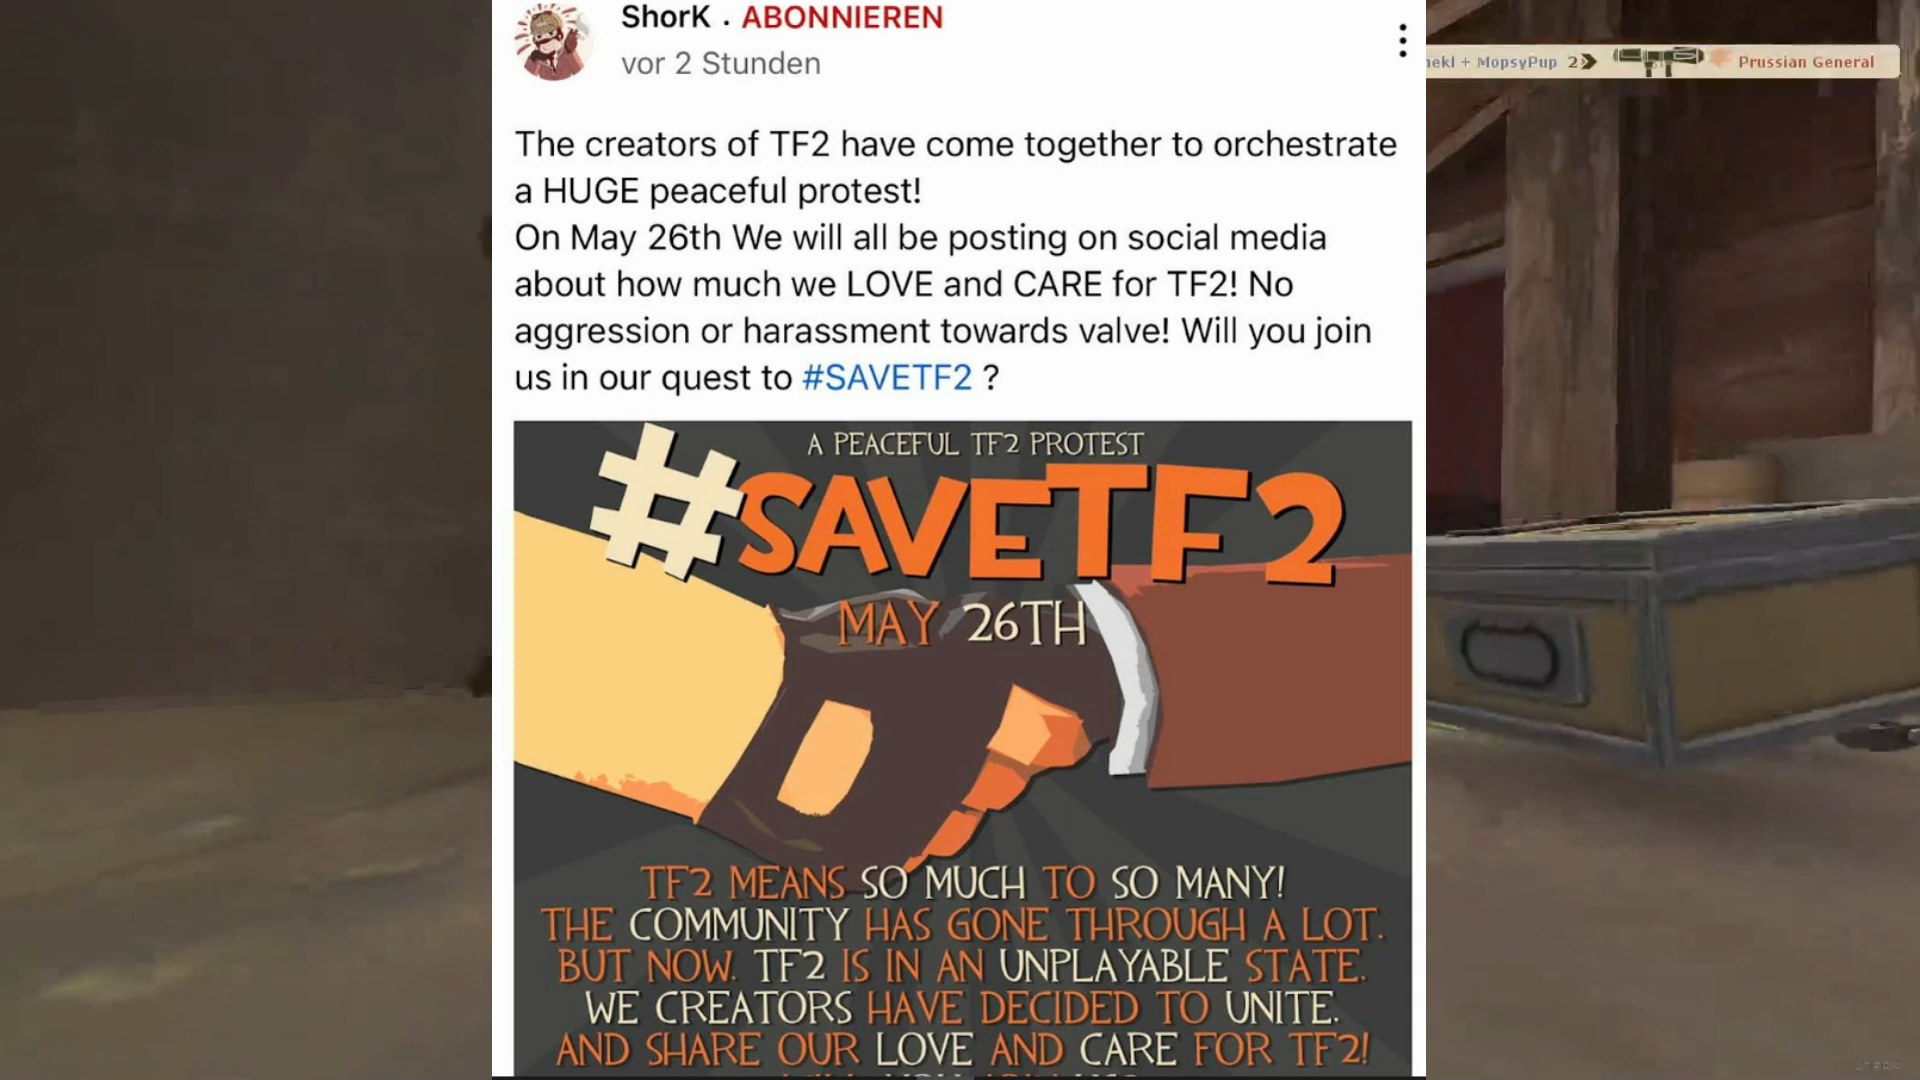 ShorK . ABONNIEREN
vor 2 Stunden
+ MopsyPup 2 Prussian General
The creators of TF2 have come together to orchestrate
a HUGE peaceful protest!
On May 26th We will all be posting on social media
about how much we LOVE and CARE for TF2! No
aggression or harassment towards valve! Will you join
us in our quest to #SAVETF2 ?
A PEACEFUL TF2 PROTEST
#SAVETF2
MAY 26TH
TF2 MEANS SO MUCH TO SO MANY!
THE COMMUNITY HAS GONE THROUGH A LOT.
BUT NOW. TF2 IS IN AN UNPLAYABLE STATE.
WE CREATORS HAVE DECIDED TO UNITE.
AND SHARE OUR LOVE AND CARE FOR TF2!